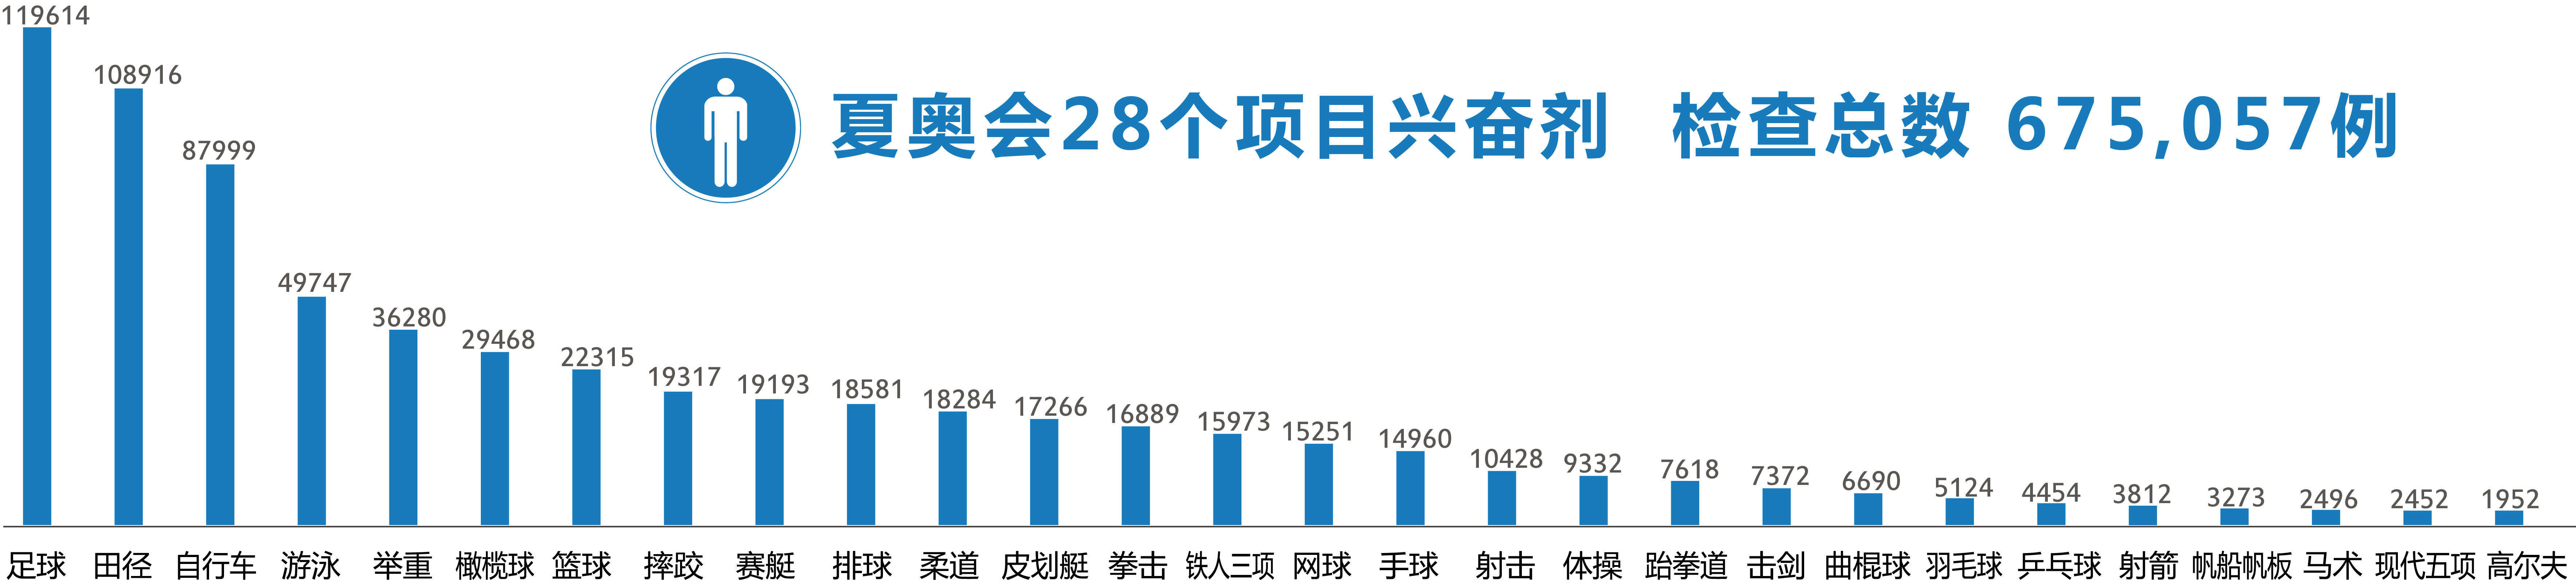 夏奥会28个项目兴奋剂 检查总数 675,057例
119614 108916 87999 49747 36280 29468 22315 19317 19193 18581 18284 17266 16889 15973 15251 14960 10428 9332 7618 7372 6690 5124 4454 3812 3273 2496 2452 1952
足球 田径 自行车 游泳 举重 橄榄球 篮球 摔跤 赛艇 排球 柔道 皮划艇 拳击 铁人三项 网球 手球 射击 体操 跆拳道 击剑 曲棍球 羽毛球 乒乓球 射箭 帆船帆板 马术 现代五项 高尔夫